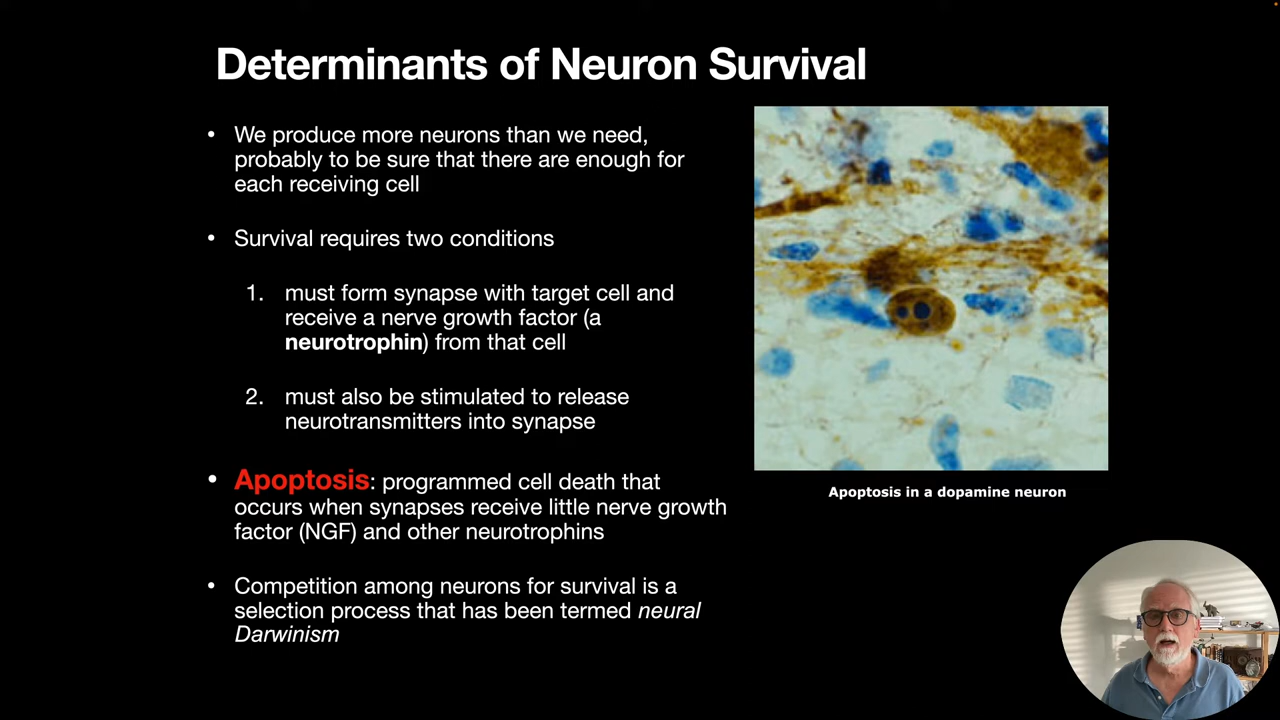 Determinants of Neuron Survival
• We produce more neurons than we need,
probably to be sure that there are enough for
each receiving cell
• Survival requires two conditions
1. must form synapse with target cell and
receive a nerve growth factor (a
neurotrophin) from that cell
2. must also be stimulated to release
neurotransmitters into synapse
• Apoptosis: programmed cell death that
occurs when synapses receive little nerve growth
factor (NGF) and other neurotrophins
• Competition among neurons for survival is a
selection process that has been termed neural
Darwinism
Apoptosis in a dopamine neuron